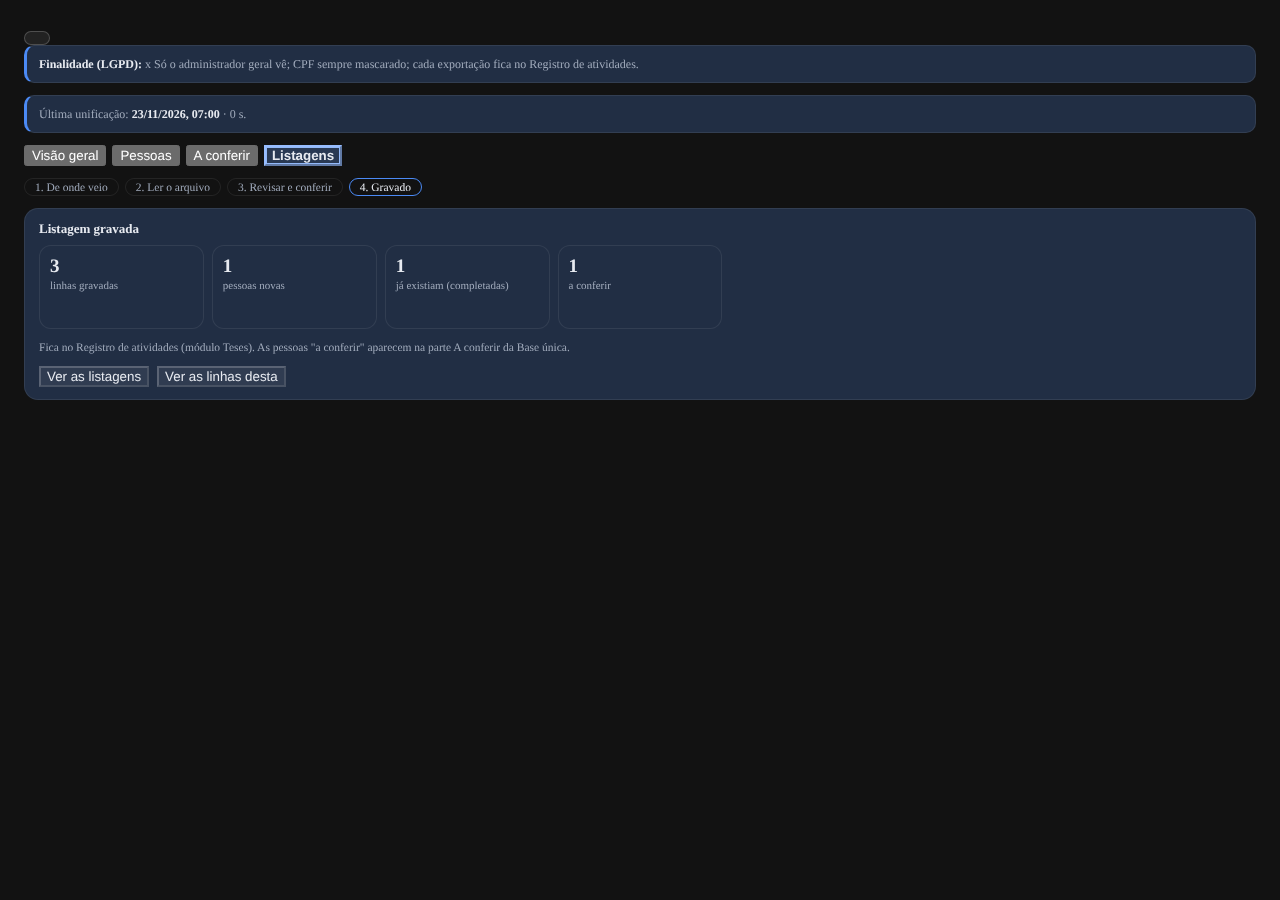 Finalidade (LGPD): x Só o administrador geral vê; CPF sempre mascarado; cada exportação fica no Registro de atividades.
Última unificação: 23/11/2026, 07:00 · 0 s.
Visão geral Pessoas A conferir Listagens
1. De onde veio 2. Ler o arquivo 3. Revisar e conferir 4. Gravado
Listagem gravada
3 1 1 1
linhas gravadas pessoas novas já existiam (completadas) a conferir
Fica no Registro de atividades (módulo Teses). As pessoas "a conferir" aparecem na parte A conferir da Base única.
Ver as listagens Ver as linhas desta